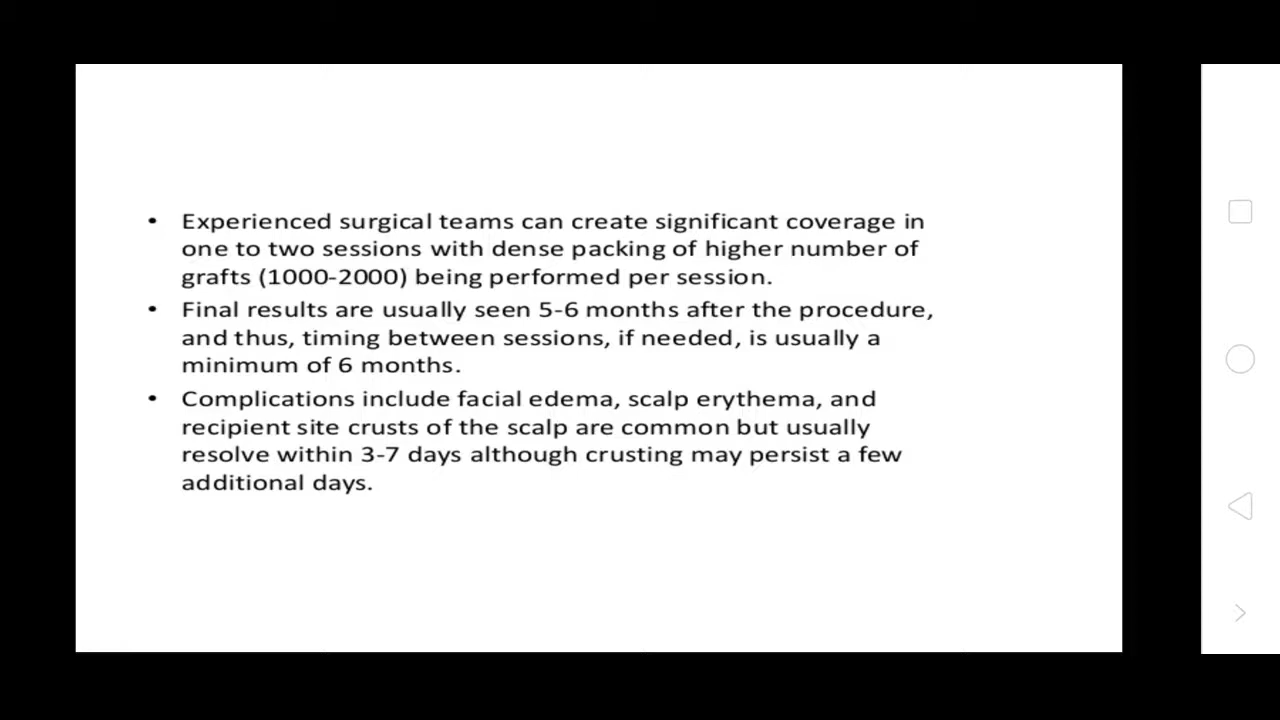 • Experienced surgical teams can create significant coverage in
one to two sessions with dense packing of higher number of
grafts (1000-2000) being performed per session.
• Final results are usually seen 5-6 months after the procedure,
and thus, timing between sessions, if needed, is usually a
minimum of 6 months.
• Complications include facial edema, scalp erythema, and
recipient site crusts of the scalp are common but usually
resolve within 3-7 days although crusting may persist a few
additional days.